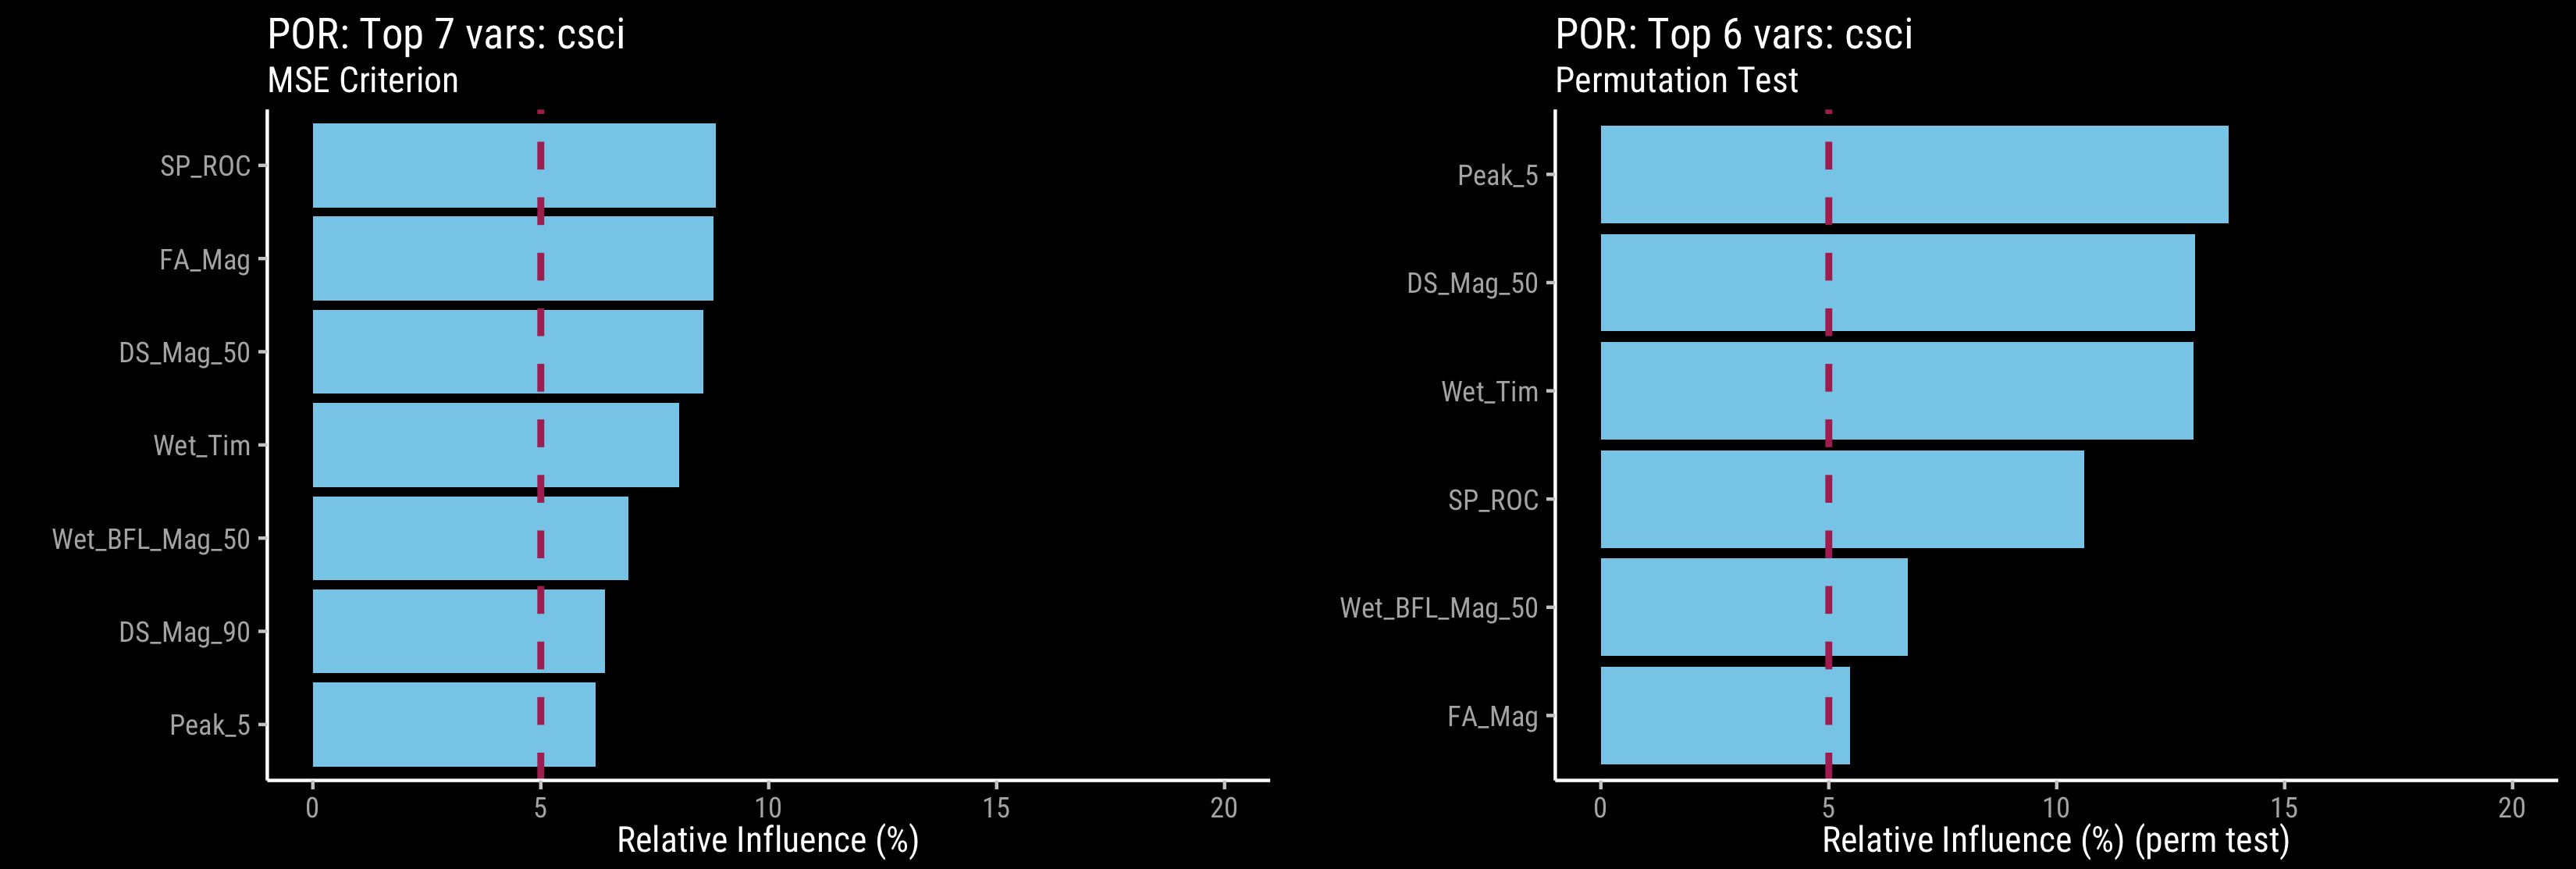 POR: Top 7 vars: csci
MSE Criterion
SP_ROC
FA_Mag
DS_Mag_50
Wet_Tim
Wet_BFL_Mag_50
DS_Mag_90
Peak_5
0 5 10 15 20
Relative Influence (%)
POR: Top 6 vars: csci
Permutation Test
Peak_5
DS_Mag_50
Wet_Tim
SP_ROC
Wet_BFL_Mag_50
FA_Mag
0 5 10 15 20
Relative Influence (%) (perm test)